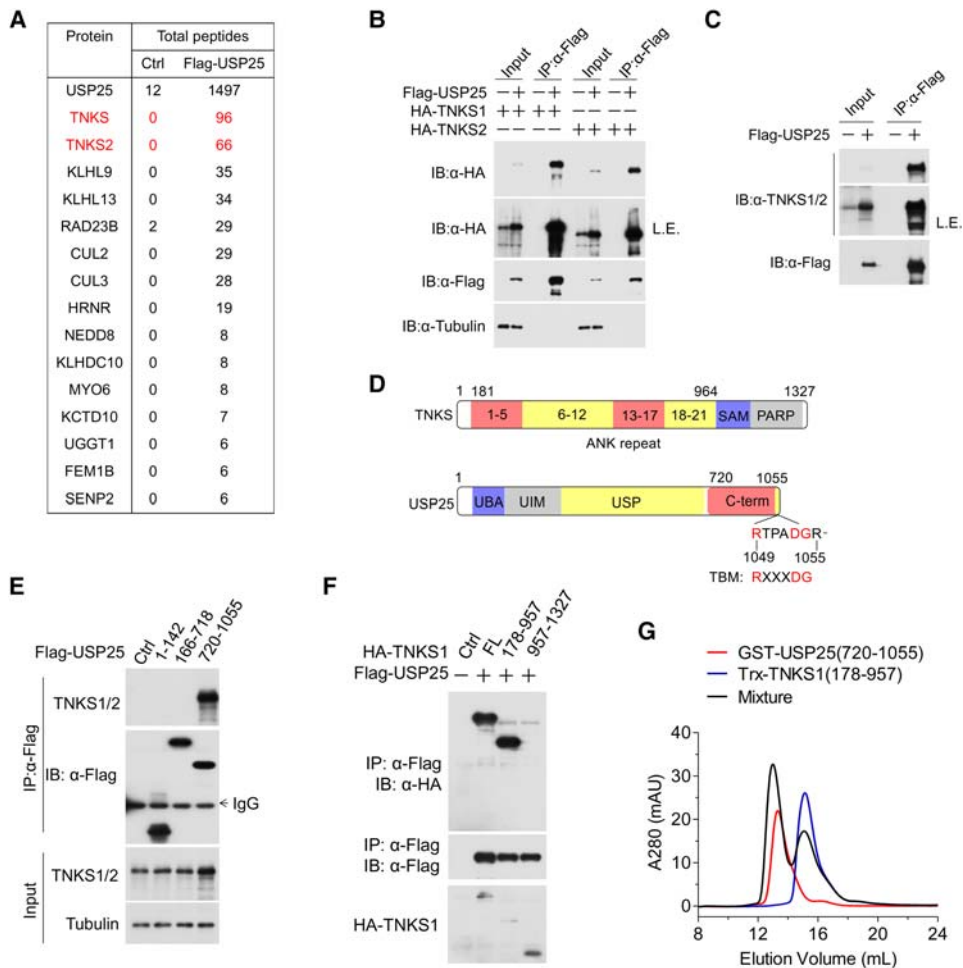 A
Protein Total peptides
Ctrl Flag-USP25
USP25 12 1497
TNKS 0 96
TNKS2 0 66
KLHL9 0 35
KLHL13 0 34
RAD23B 2 29
CUL2 0 29
CUL3 0 28
HRNR 0 19
NEDD8 0 8
KLHDC10 0 8
MYO6 0 8
KCTD10 0 7
UGGT1 0 6
FEM1B 0 6
SENP2 0 6
B
Input IP:α-Flag Input IP:α-Flag
Flag-USP25 − + − + − + − +
HA-TNKS1 + + + + − − − −
HA-TNKS2 − − − − + + + +
IB:α-HA
IB:α-HA L.E.
IB:α-Flag
IB:α-Tubulin
C
Input IP:α-Flag
Flag-USP25 − + − +
IB:α-TNKS1/2
L.E.
IB:α-Flag
D
1 181 964 1327
TNKS 1-5 6-12 13-17 18-21 SAM PARP
ANK repeat
1 720 1055
USP25 UBA UIM USP C-term
RTPADGR-
1049 1055
TBM: RXXXDG
E
Flag-USP25 Ctrl 1-142 166-718 720-1055
IP:α-Flag
TNKS1/2
IB: α-Flag
IgG
Input
TNKS1/2
Tubulin
F
HA-TNKS1 Ctrl FL 178-957 957-1327
Flag-USP25 − + + +
IP: α-Flag
IB: α-HA
IP: α-Flag
IB: α-Flag
HA-TNKS1
G
GST-USP25(720-1055)
Trx-TNKS1(178-957)
Mixture
A280 (mAU)
40
30
20
10
0
8 12 16 20 24
Elution Volume (mL)